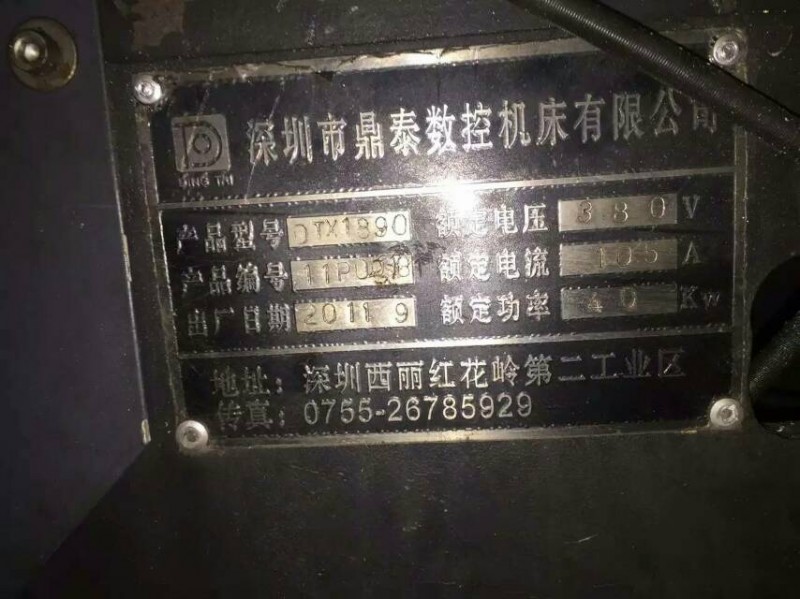 深圳市鼎泰数控机床有限公司
DING TAI
产品型号 DTX1890 额定电压 380 V
产品编号 额定电流 105 A
出厂日期 2011 9 额定功率 40 Kw
地址：深圳西丽红花岭第二工业区
传真：0755-26785929